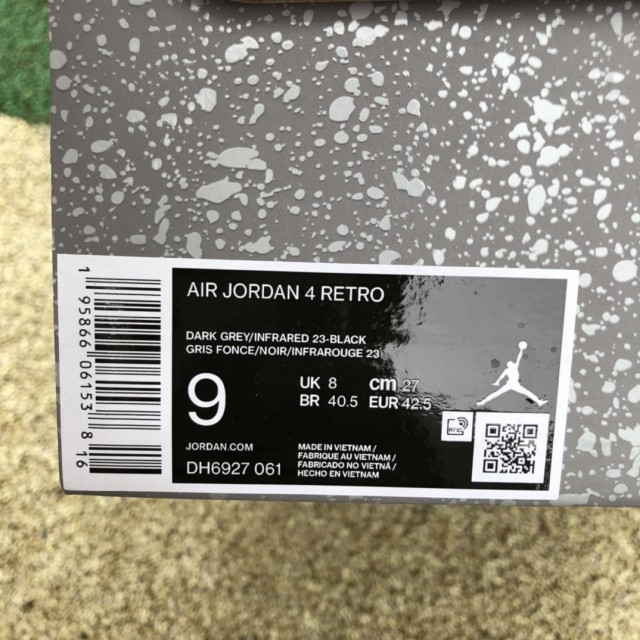 AIR JORDAN 4 RETRO
DARK GREY/INFRARED 23-BLACK
GRIS FONCE/NOIR/INFRAROUGE 23
9
UK 8 cm 27
BR 40.5 EUR 42.5
JORDAN.COM
DH6927 061
MADE IN VIETNAM/
FABRIQUE AU VIETNAM/
FABRICADO NO VIETNÃ/
HECHO EN VIETNAM
RFID
1 95866 06153 8 16